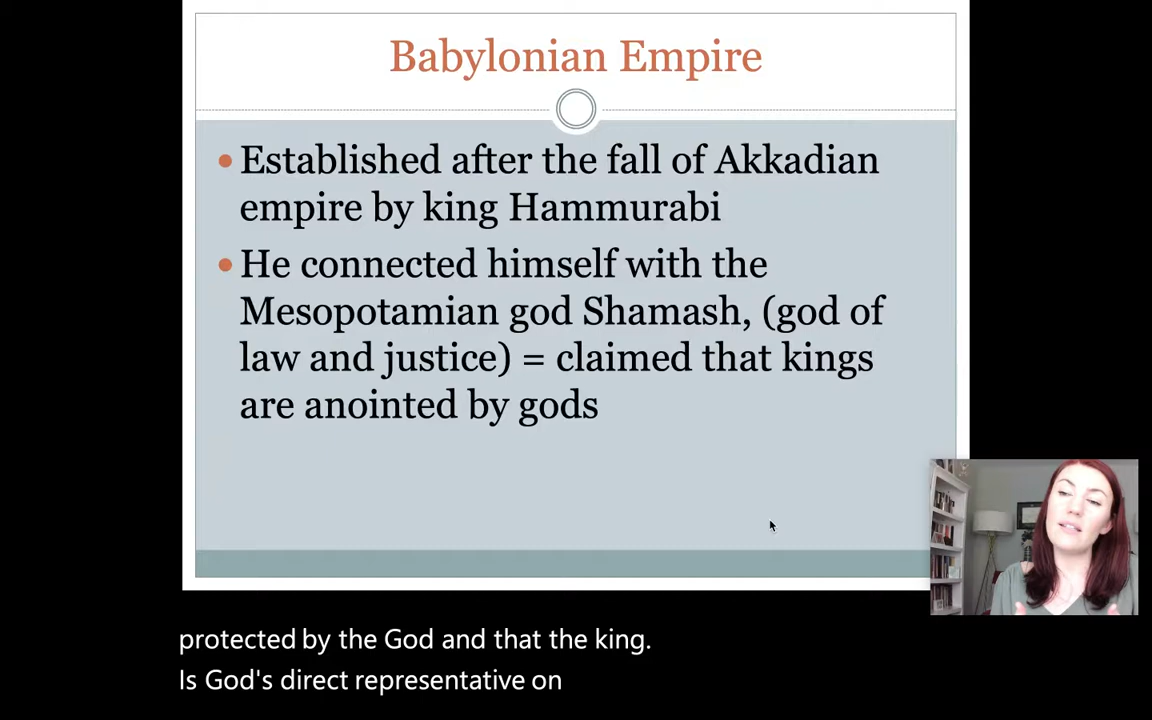 Babylonian Empire
Established after the fall of Akkadian
empire by king Hammurabi
He connected himself with the
Mesopotamian god Shamash, (god of
law and justice) = claimed that kings
are anointed by gods
protected by the God and that the king.
Is God's direct representative on